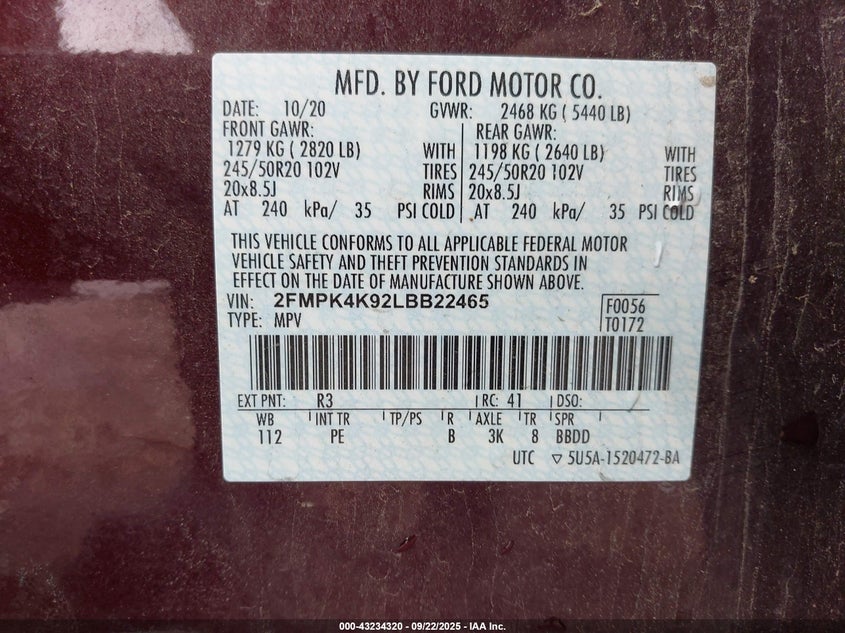 MFD. BY FORD MOTOR CO.
DATE: 10/20 GVWR: 2468 KG ( 5440 LB)
FRONT GAWR: REAR GAWR:
1279 KG ( 2820 LB) WITH 1198 KG ( 2640 LB) WITH
245/50R20 102V TIRES 245/50R20 102V TIRES
20x8.5J RIMS 20x8.5J RIMS
AT 240 kPa/ 35 PSI COLD AT 240 kPa/ 35 PSI COLD
THIS VEHICLE CONFORMS TO ALL APPLICABLE FEDERAL MOTOR
VEHICLE SAFETY AND THEFT PREVENTION STANDARDS IN
EFFECT ON THE DATE OF MANUFACTURE SHOWN ABOVE.
VIN: 2FMPK4K92LBB22465 F0056
TYPE: MPV T0172
EXT PNT: R3 RC: 41 DSO:
WB INT TR TP/PS R AXLE TR SPR
112 PE B 3K 8 BBDD
UTC ▽ 5U5A-1520472-BA
000-43234320 - 09/22/2025 - IAA Inc.